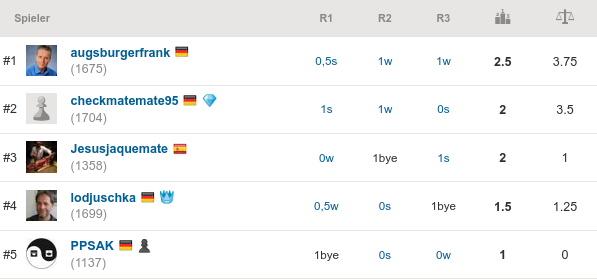 Spieler R1 R2 R3
#1 augsburgerfrank 0,5s 1w 1w 2.5 3.75
(1675)
#2 checkmatemate95 1s 1w 0s 2 3.5
(1704)
#3 Jesusjaquemate 0w 1bye 1s 2 1
(1358)
#4 lodjuschka 0,5w 0s 1bye 1.5 1.25
(1699)
#5 PPSAK 1bye 0s 0w 1 0
(1137)